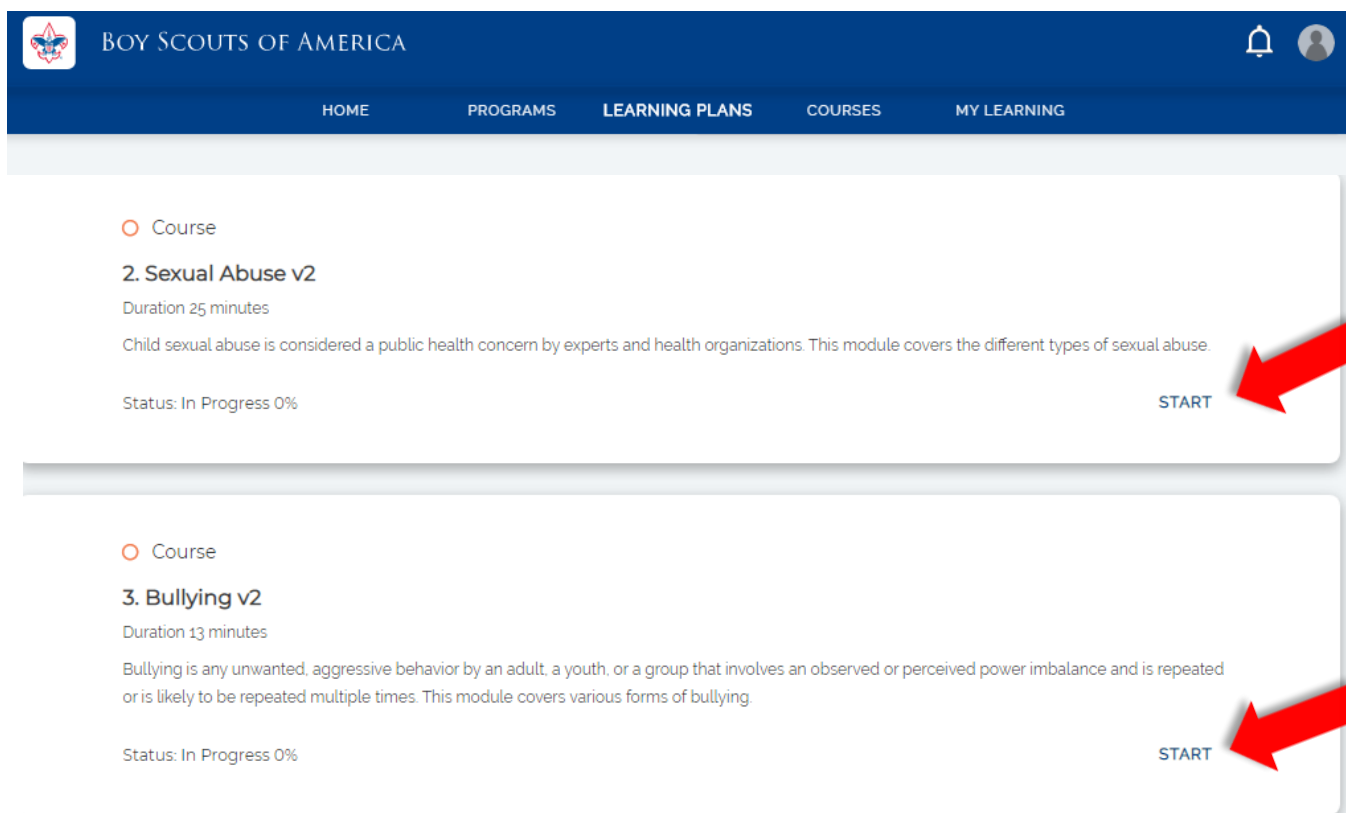 BOY SCOUTS OF AMERICA
HOME PROGRAMS LEARNING PLANS COURSES MY LEARNING
Course
2. Sexual Abuse v2
Duration 25 minutes
Child sexual abuse is considered a public health concern by experts and health organizations. This module covers the different types of sexual abuse.
Status: In Progress 0% START
Course
3. Bullying v2
Duration 13 minutes
Bullying is any unwanted, aggressive behavior by an adult, a youth, or a group that involves an observed or perceived power imbalance and is repeated
or is likely to be repeated multiple times. This module covers various forms of bullying.
Status: In Progress 0% START